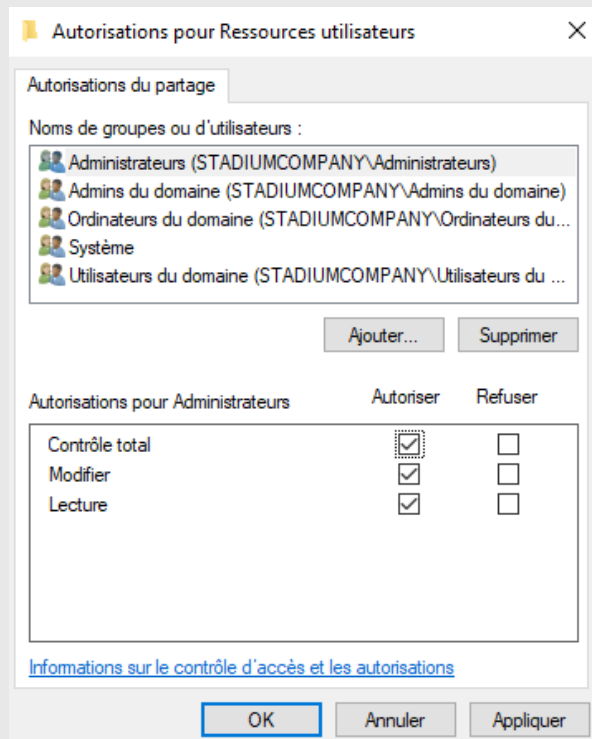 Autorisations pour Ressources utilisateurs
Autorisations du partage
Noms de groupes ou d'utilisateurs :
Administrateurs (STADIUMCOMPANY\Administrateurs)
Admins du domaine (STADIUMCOMPANY\Admins du domaine)
Ordinateurs du domaine (STADIUMCOMPANY\Ordinateurs du...
Système
Utilisateurs du domaine (STADIUMCOMPANY\Utilisateurs du ...
Ajouter... Supprimer
Autorisations pour Administrateurs Autoriser Refuser
Contrôle total
Modifier
Lecture
Informations sur le contrôle d'accès et les autorisations
OK Annuler Appliquer